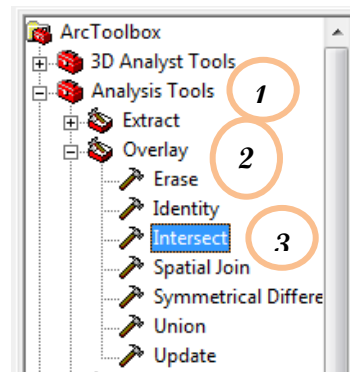 ArcToolbox
3D Analyst Tools
Analysis Tools 1
Extract
Overlay 2
Erase
Identity
Intersect 3
Spatial Join
Symmetrical Differe
Union
Update